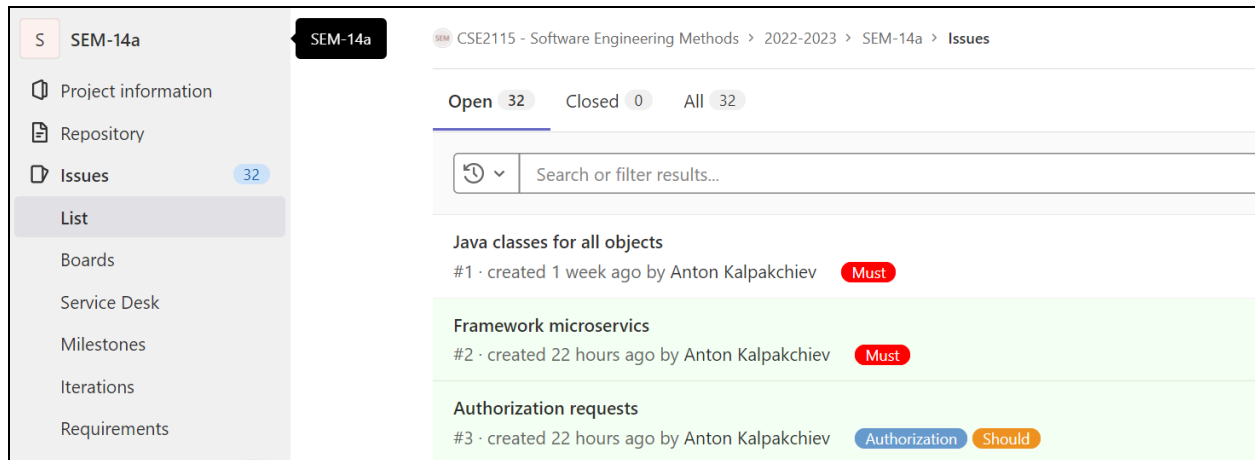 S SEM-14a
SEM-14a
Project information
Repository
Issues 32
List
Boards
Service Desk
Milestones
Iterations
Requirements
SEM CSE2115 - Software Engineering Methods > 2022-2023 > SEM-14a > Issues
Open 32 Closed 0 All 32
Search or filter results...
Java classes for all objects
#1 · created 1 week ago by Anton Kalpakchiev Must
Framework microservics
#2 · created 22 hours ago by Anton Kalpakchiev Must
Authorization requests
#3 · created 22 hours ago by Anton Kalpakchiev Authorization Should